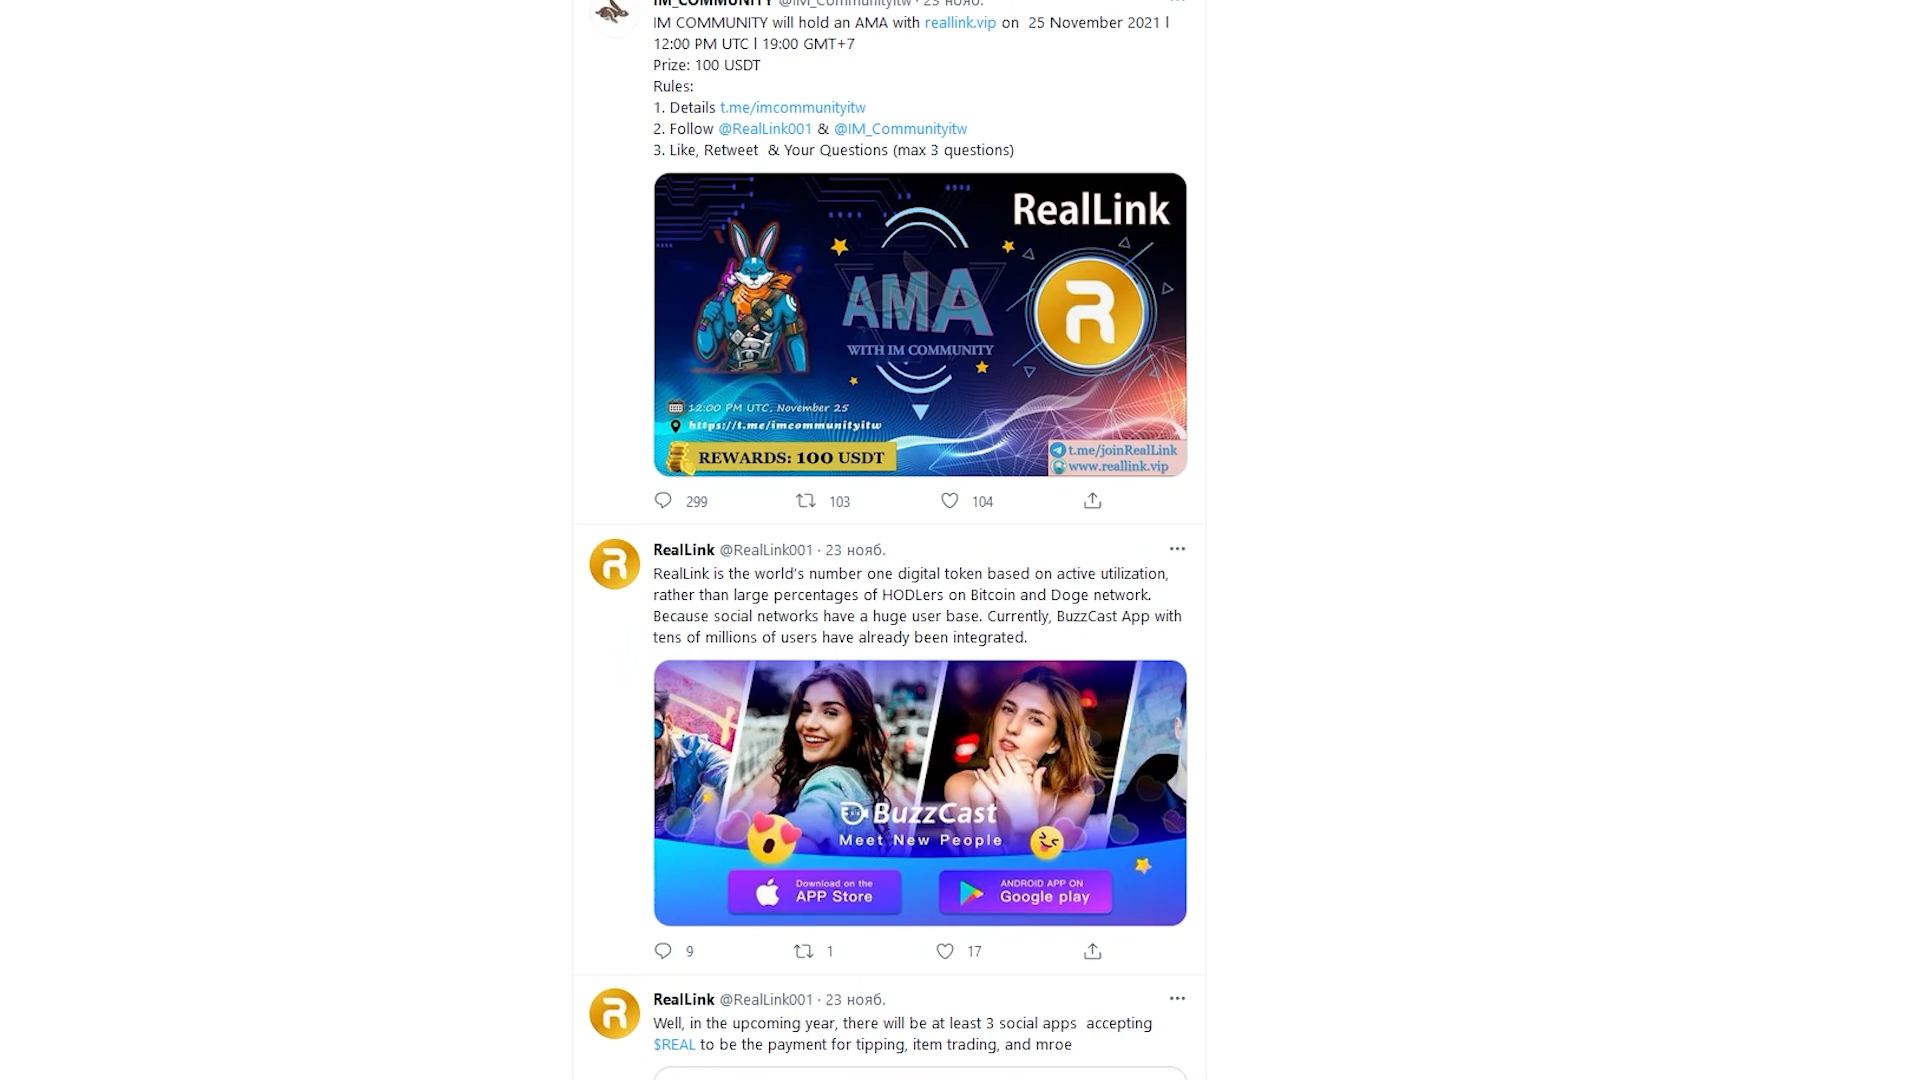 IM_COMMUNITY @IM_Communityitw · 23 нояб.
IM COMMUNITY will hold an AMA with reallink.vip on 25 November 2021 l
12:00 PM UTC l 19:00 GMT+7
Prize: 100 USDT
Rules:
1. Details t.me/imcommunityitw
2. Follow @RealLink001 & @IM_Communityitw
3. Like, Retweet & Your Questions (max 3 questions)
RealLink
AMA
WITH IM COMMUNITY
12:00 PM UTC, November 25
https://t.me/imcommunityitw
REWARDS: 100 USDT
t.me/joinRealLink
www.reallink.vip
299 103 104
RealLink @RealLink001 · 23 нояб.
RealLink is the world's number one digital token based on active utilization,
rather than large percentages of HODLers on Bitcoin and Doge network.
Because social networks have a huge user base. Currently, BuzzCast App with
tens of millions of users have already been integrated.
BuzzCast
Meet New People
Download on the
APP Store
ANDROID APP ON
Google play
9 1 17
RealLink @RealLink001 · 23 нояб.
Well, in the upcoming year, there will be at least 3 social apps accepting
$REAL to be the payment for tipping, item trading, and mroe